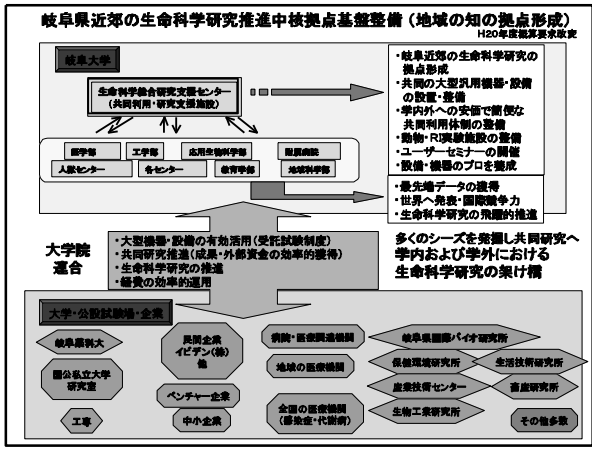 岐阜県近郊の生命科学研究推進中核拠点基盤整備（地域の知の拠点形成）
H20年度概算要求改変
岐阜大学
生命科学総合研究支援センター
（共同利用・研究支援施設）
医学部
工学部
応用生物科学部
附属病院
人獣センター
各センター
教育学部
地域科学部
・岐阜近郊の生命科学研究の
拠点形成
・共同の大型汎用機器・設備
の設置・整備
・学内外への安価で簡便な
共同利用体制の整備
・動物・RI実験施設の整備
・ユーザーセミナーの開催
・設備・機器のプロを養成
・最先端データの獲得
・世界へ発表・国際競争力
・生命科学研究の飛躍的推進
大学院
連合
・大型機器・設備の有効活用（受託試験制度）
・共同研究推進（成果・外部資金の効率的獲得）
・生命科学研究の推進
・経費の効率的運用
多くのシーズを発掘し共同研究へ
学内および学外における
生命科学研究の架け橋
大学・公設試験場・企業
岐阜薬科大
国公私立大学
研究室
工専
民間企業
イビデン（株）
他
ベンチャー企業
中小企業
病院・医療関連機関
地域の医療機関
全国の医療機関
（感染症・代謝病）
岐阜県国際バイオ研究所
保健環境研究所
生活技術研究所
産業技術センター
畜産研究所
生物工業研究所
その他多数